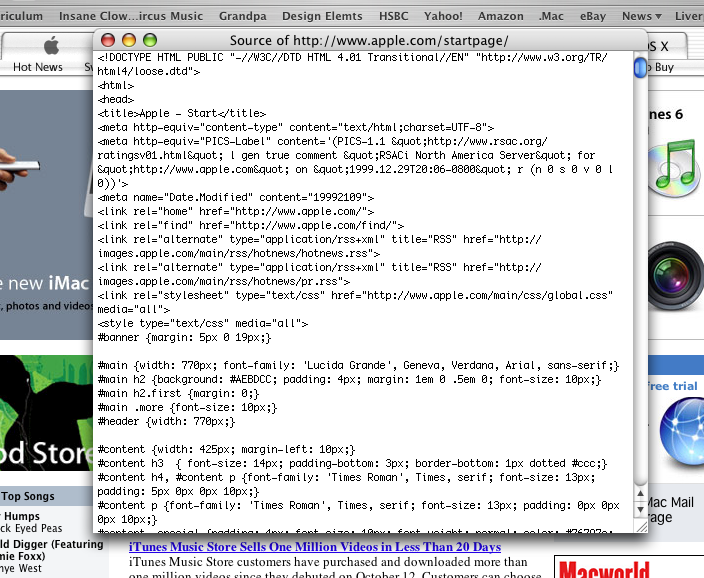 riculum Insane Clow...ircus Music Grandpa Design Elemts HSBC Yahoo! Amazon .Mac eBay News Liver
Source of http://www.apple.com/startpage/
OS X
Hot News
Buy
<!DOCTYPE HTML PUBLIC "-//W3C//DTD HTML 4.01 Transitional//EN" "http://www.w3.org/TR/
html4/loose.dtd">
<html>
<head>
<title>Apple - Start</title>
<meta http-equiv="content-type" content="text/html;charset=UTF-8">
<meta http-equiv="PICS-Label" content='(PICS-1.1 &quot;http://www.rsac.org/
ratingsv01.html&quot; l gen true comment &quot;RSACi North America Server&quot; for
&quot;http://www.apple.com&quot; on &quot;1999.12.29T20:06-0800&quot; r (n 0 s 0 v 0 l
0))'>
<meta name="Date.Modified" content="19992109">
<link rel="home" href="http://www.apple.com/">
<link rel="find" href="http://www.apple.com/find/">
<link rel="alternate" type="application/rss+xml" title="RSS" href="http://
images.apple.com/main/rss/hotnews/hotnews.rss">
<link rel="alternate" type="application/rss+xml" title="RSS" href="http://
images.apple.com/main/rss/hotnews/pr.rss">
<link rel="stylesheet" type="text/css" href="http://www.apple.com/main/css/global.css"
media="all">
<style type="text/css" media="all">
#banner {margin: 5px 0 19px;}
#main {width: 770px; font-family: 'Lucida Grande', Geneva, Verdana, Arial, sans-serif;}
#main h2 {background: #AEBDCC; padding: 4px; margin: 1em 0 .5em 0; font-size: 10px;}
#main h2.first {margin: 0;}
#main .more {font-size: 10px;}
#header {width: 770px;}
#content {width: 425px; margin-left: 10px;}
#content h3  { font-size: 14px; padding-bottom: 3px; border-bottom: 1px dotted #ccc;}
#content h4, #content p {font-family: 'Times Roman', Times, serif; font-size: 13px;
padding: 5px 0px 0px 10px;}
#content p {font-family: 'Times Roman', Times, serif; font-size: 13px; padding: 0px 0px
0px 10px;}
nes 6
e new iMac
, photos and videos
free trial
od Store
Top Songs
Humps
ck Eyed Peas
ld Digger (Featuring
mie Foxx)
nye West
Mac Mail
rage
iTunes Music Store Sells One Million Videos in Less Than 20 Days
iTunes Music Store customers have purchased and downloaded more than
one million videos since they debuted on October 12. Customers can choose
Macworld